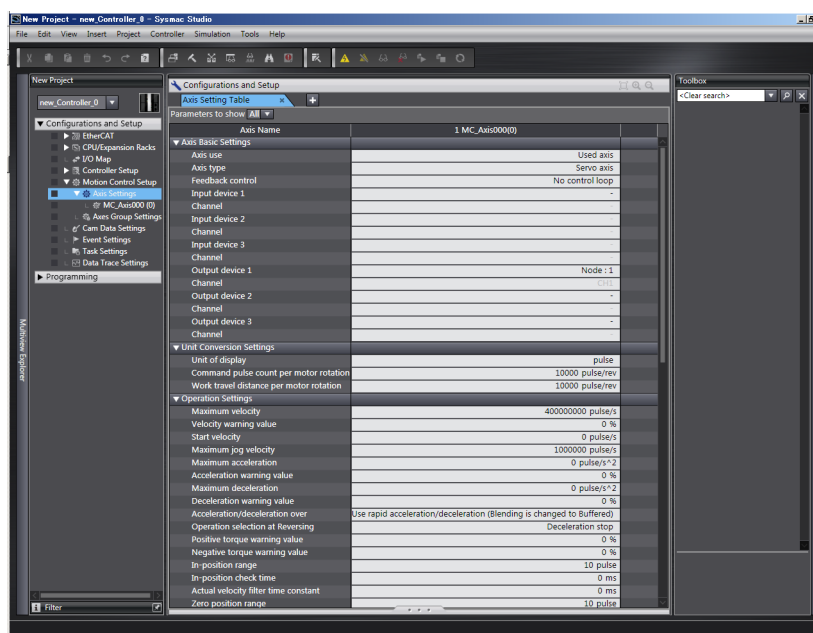 New Project - new_Controller_0 - Sysmac Studio
File Edit View Insert Project Controller Simulation Tools Help
New Project
new_Controller_0
Configurations and Setup
EtherCAT
CPU/Expansion Racks
I/O Map
Controller Setup
Motion Control Setup
Axis Settings
MC_Axis000 (0)
Axes Group Settings
Cam Data Settings
Event Settings
Task Settings
Data Trace Settings
Programming
Filter
Multiview Explorer
Configurations and Setup
Axis Setting Table x +
Parameters to show All
Axis Name 1 MC_Axis000(0)
Axis Basic Settings
Axis use Used axis
Axis type Servo axis
Feedback control No control loop
Input device 1 -
Channel -
Input device 2 -
Channel -
Input device 3 -
Channel -
Output device 1 Node : 1
Channel CH1
Output device 2 -
Channel -
Output device 3 -
Channel -
Unit Conversion Settings
Unit of display pulse
Command pulse count per motor rotation 10000 pulse/rev
Work travel distance per motor rotation 10000 pulse/rev
Operation Settings
Maximum velocity 400000000 pulse/s
Velocity warning value 0 %
Start velocity 0 pulse/s
Maximum jog velocity 1000000 pulse/s
Maximum acceleration 0 pulse/s^2
Acceleration warning value 0 %
Maximum deceleration 0 pulse/s^2
Deceleration warning value 0 %
Acceleration/deceleration over Use rapid acceleration/deceleration (Blending is changed to Buffered)
Operation selection at Reversing Deceleration stop
Positive torque warning value 0 %
Negative torque warning value 0 %
In-position range 10 pulse
In-position check time 0 ms
Actual velocity filter time constant 0 ms
Zero position range 10 pulse
Toolbox
<Clear search>